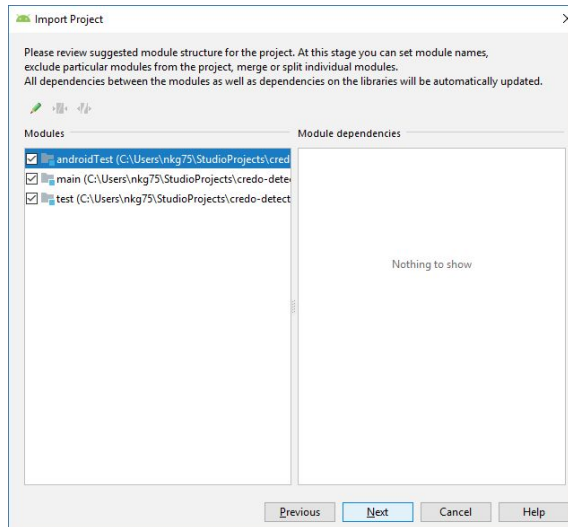 Import Project
Please review suggested module structure for the project. At this stage you can set module names,
exclude particular modules from the project, merge or split individual modules.
All dependencies between the modules as well as dependencies on the libraries will be automatically updated.
Modules
Module dependencies
androidTest (C:\Users\nkg75\StudioProjects\cred
main (C:\Users\nkg75\StudioProjects\credo-detec
test (C:\Users\nkg75\StudioProjects\credo-detect
Nothing to show
Previous
Next
Cancel
Help